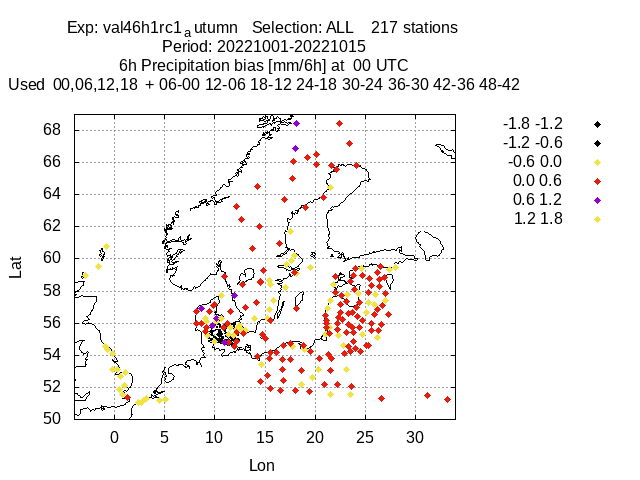 Exp: val46h1rc1ₐutumn Selection: ALL 217 stations
Period: 20221001-20221015
6h Precipitation bias [mm/6h] at 00 UTC
Used 00,06,12,18 + 06-00 12-06 18-12 24-18 30-24 36-30 42-36 48-42
68
66
64
62
60
58
56
54
52
50
Lat
0 5 10 15 20 25 30
Lon
-1.8 -1.2
-1.2 -0.6
-0.6 0.0
0.0 0.6
0.6 1.2
1.2 1.8